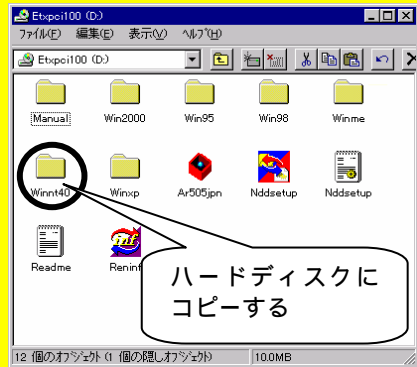 Etxpci100 (D:)
ファイル(F) 編集(E) 表示(V) ヘルプ(H)
Etxpci100 (D:)
Manual Win2000 Win95 Win98 Winme
Winnt40 Winxp Ar505jpn Nddsetup Nddsetup
Readme Reninf
ハードディスクに
コピーする
12 個のオブジェクト (1 個の隠しオブジェクト) 10.0MB